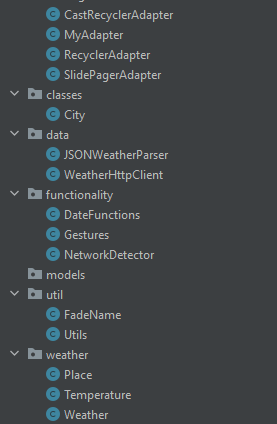 CastRecyclerAdapter
MyAdapter
RecyclerAdapter
SlidePagerAdapter
classes
City
data
JSONWeatherParser
WeatherHttpClient
functionality
DateFunctions
Gestures
NetworkDetector
models
util
FadeName
Utils
weather
Place
Temperature
Weather